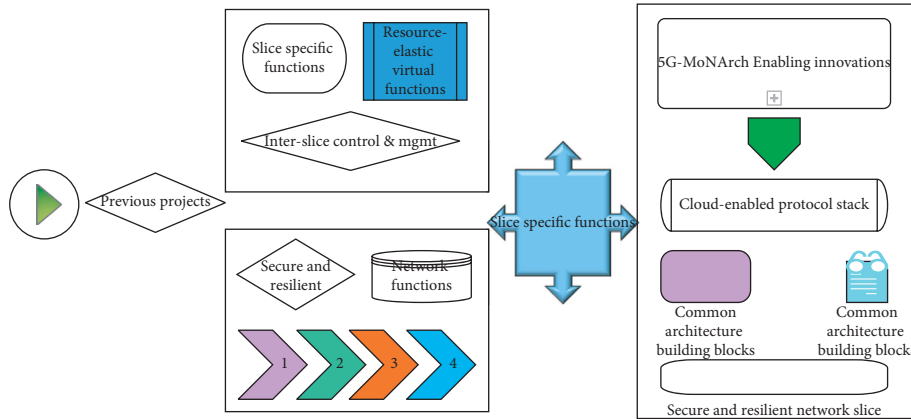 Previous projects
Slice specific
functions
Resource-
elastic
virtual
functions
Inter-slice control & mgmt
Secure and
resilient
Network
functions
1
2
3
4
Slice specific functions
5G-MoNArch Enabling innovations
Cloud-enabled protocol stack
Common
architecture
building blocks
Common
architecture
building block
Secure and resilient network slice